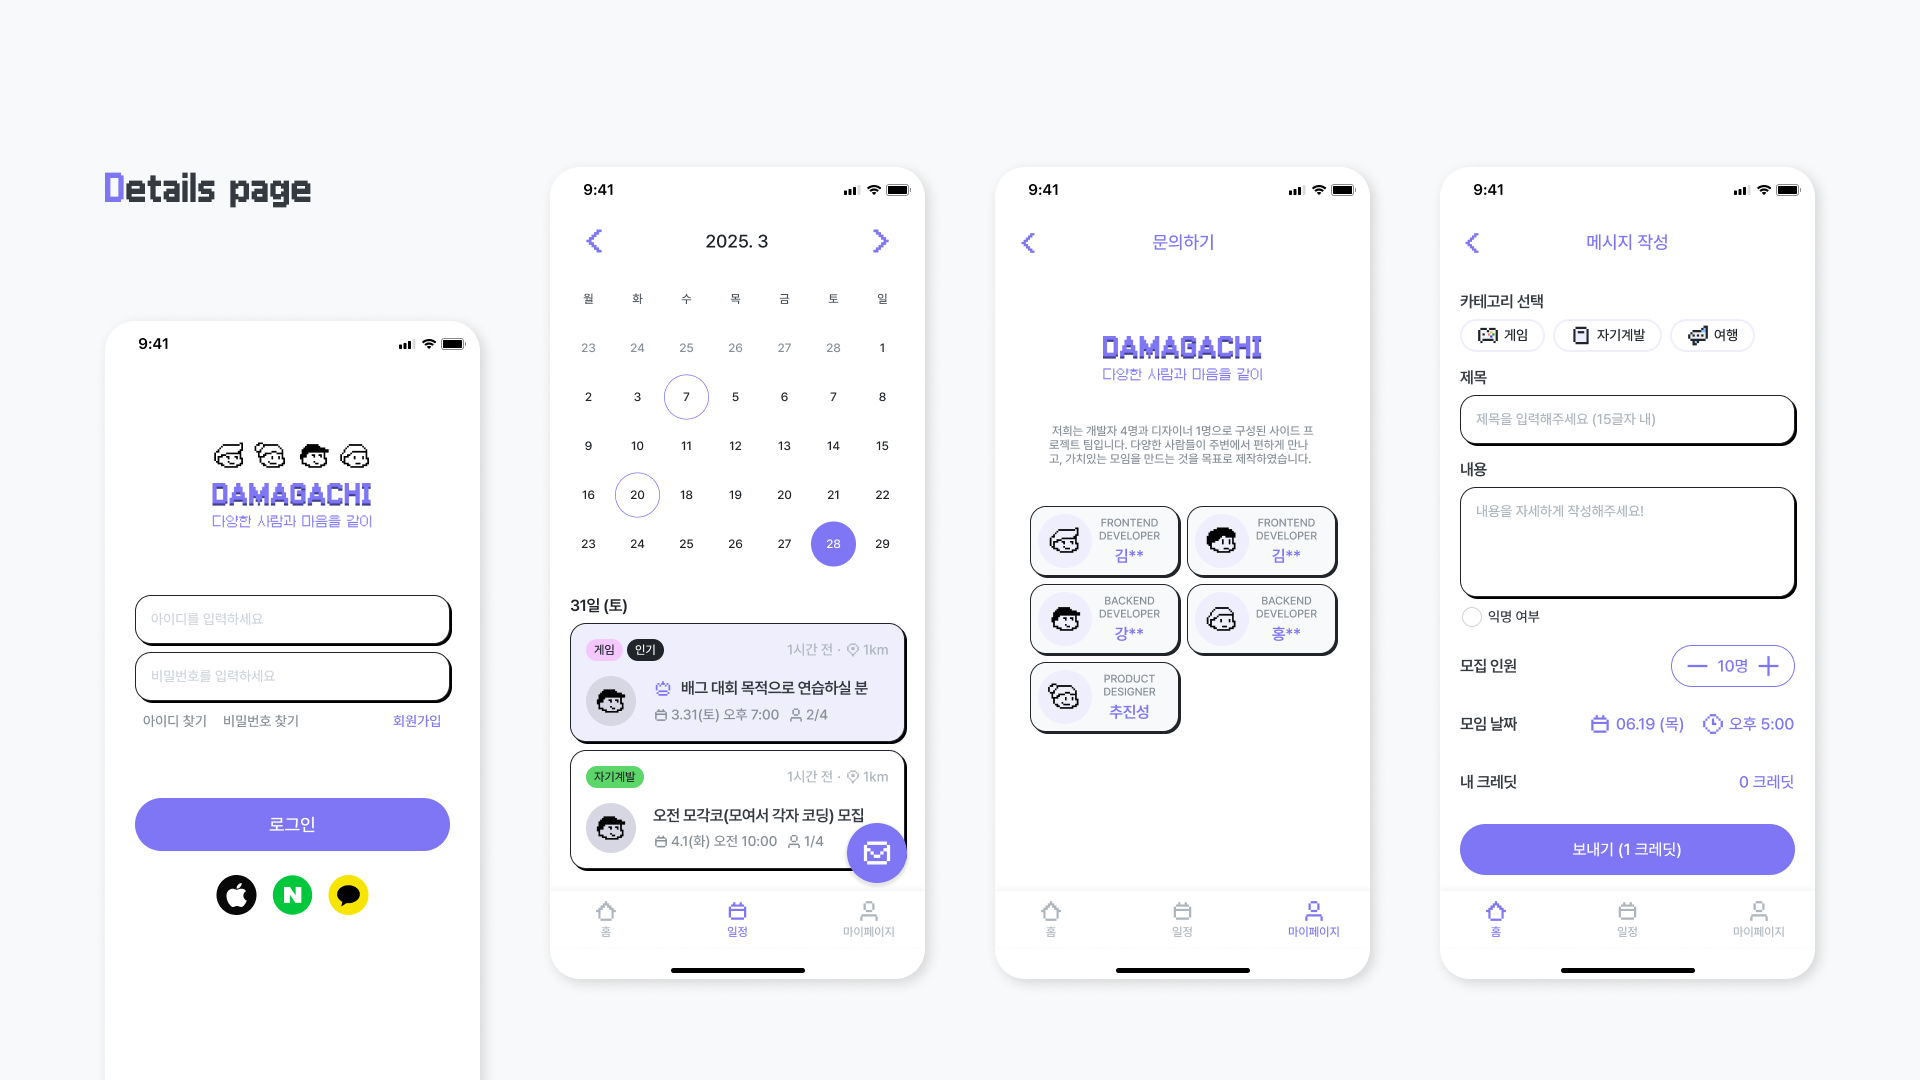 Details page
9:41
DAMAGACHI
다양한 사람과 마음을 같이
아이디를 입력하세요
비밀번호를 입력하세요
아이디 찾기 비밀번호 찾기 회원가입
로그인
N
9:41
2025. 3
월 화 수 목 금 토 일
23 24 25 26 27 28 1
2 3 7 5 6 7 8
9 10 11 12 13 14 15
16 20 18 19 20 21 22
23 24 25 26 27 28 29
31일 (토)
게임 인기 1시간 전 · 1km
배그 대회 목적으로 연습하실 분
3.31(토) 오후 7:00 2/4
자기계발 1시간 전 · 1km
오전 모각코(모여서 각자 코딩) 모집
4.1(화) 오전 10:00 1/4
홈 일정 마이페이지
9:41
문의하기
DAMAGACHI
다양한 사람과 마음을 같이
저희는 개발자 4명과 디자이너 1명으로 구성된 사이드 프
로젝트 팀입니다. 다양한 사람들이 주변에서 편하게 만나
고, 가치있는 모임을 만드는 것을 목표로 제작하였습니다.
FRONTEND
DEVELOPER
김**
FRONTEND
DEVELOPER
김**
BACKEND
DEVELOPER
강**
BACKEND
DEVELOPER
홍**
PRODUCT
DESIGNER
추진성
홈 일정 마이페이지
9:41
메시지 작성
카테고리 선택
게임 자기계발 여행
제목
제목을 입력해주세요 (15글자 내)
내용
내용을 자세하게 작성해주세요!
익명 여부
모집 인원 10명
모임 날짜 06.19 (목) 오후 5:00
내 크레딧 0 크레딧
보내기 (1 크레딧)
홈 일정 마이페이지